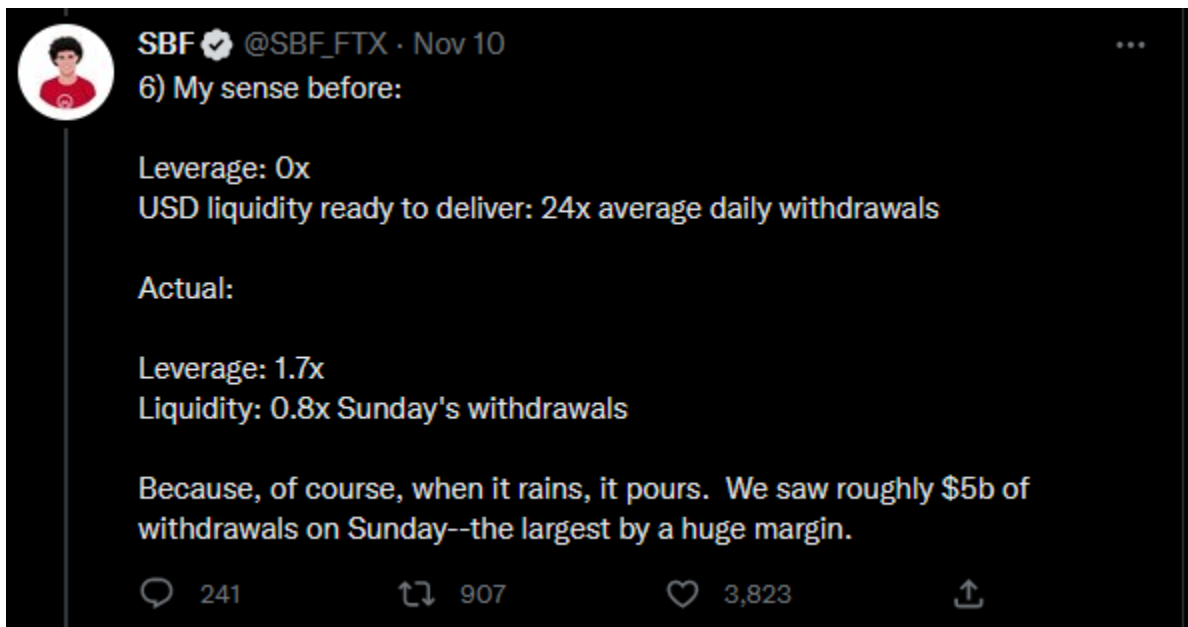 SBF @SBF_FTX · Nov 10
6) My sense before:
Leverage: 0x
USD liquidity ready to deliver: 24x average daily withdrawals
Actual:
Leverage: 1.7x
Liquidity: 0.8x Sunday's withdrawals
Because, of course, when it rains, it pours.  We saw roughly $5b of
withdrawals on Sunday--the largest by a huge margin.
241 907 3,823